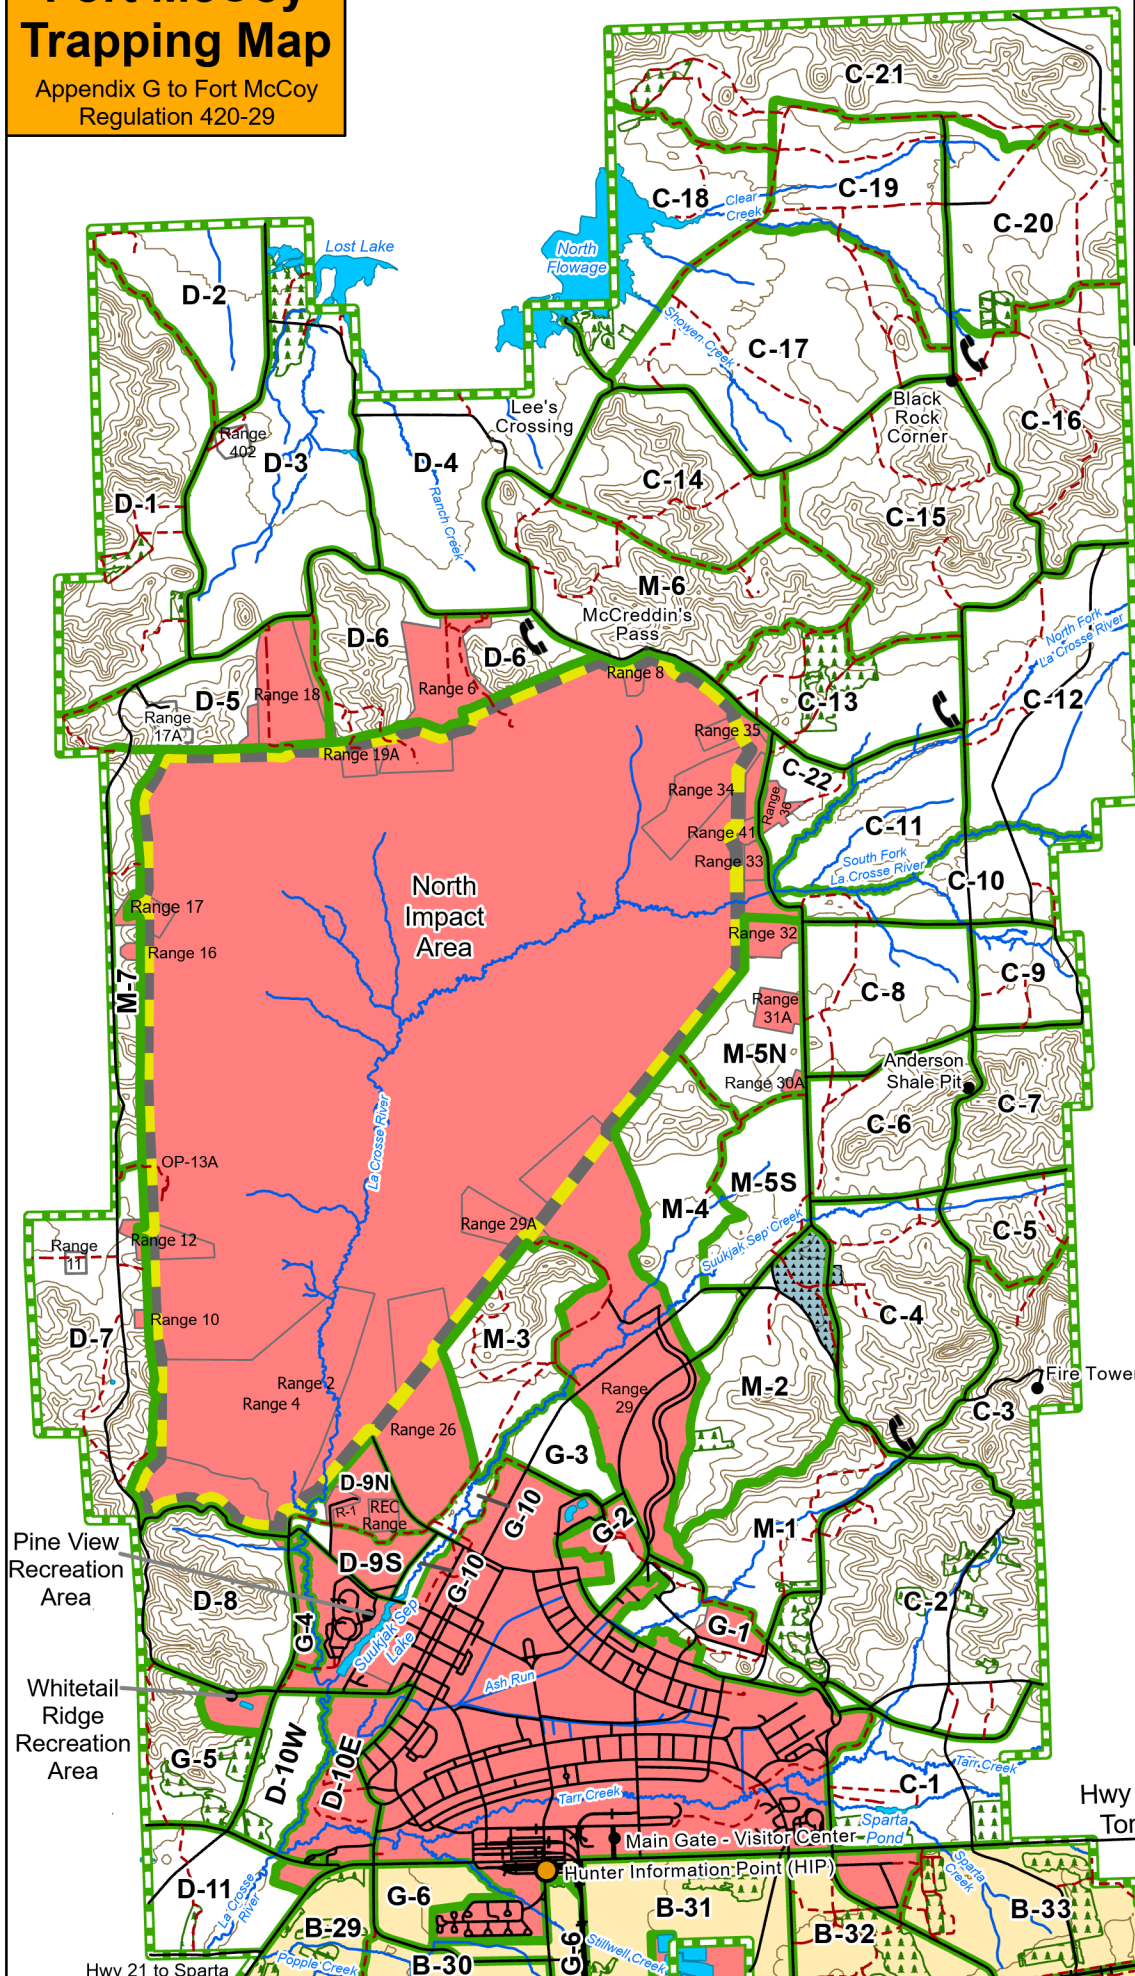 Fort McCoy
Trapping Map
Appendix G to Fort McCoy
Regulation 420-29
C-21
C-18
Clear
Creek
C-19
C-20
North
Flowage
Lost Lake
D-2
Showen Creek
C-17
Black
Rock
Corner
C-16
Lee's
Crossing
Range
402
D-3
D-4
Ranch Creek
D-1
C-14
C-15
M-6
McCreddin's
Pass
North Fork
La Crosse River
D-6
D-6
D-5
Range 18
Range 6
Range 8
Range
17A
C-13
C-12
Range 35
Range 19A
C-22
Range 34
Range
36
Range 41
C-11
Range 33
South Fork
La Crosse River
C-10
North
Impact
Area
Range 17
Range 16
Range 32
M-7
C-9
C-8
Range
31A
M-5N
Range 30A
Anderson
Shale Pit
C-7
C-6
La Crosse River
OP-13A
M-5S
M-4
Suukjak Sep Creek
C-5
Range 29A
Range 12
Range
11
Range 10
D-7
M-3
C-4
Range 2
Range 4
Range
29
M-2
Fire Tower
C-3
Range 26
G-3
D-9N
R-1
REC
Range
G-10
G-2
M-1
Pine View
Recreation
Area
D-9S
G-10
D-8
G-4
Suukjak Sep
Lake
C-2
G-1
Ash Run
Whitetail
Ridge
Recreation
Area
G-5
D-10W
D-10E
Tarr Creek
C-1
Tarr Creek
Sparta
Pond
Hwy
Tor
Main Gate - Visitor Center
Hunter Information Point (HIP)
Sparta
Creek
D-11
La Crosse
River
G-6
B-29
B-31
B-32
B-33
Popple Creek
B-30
G-6
Stillwell Creek
Hwy 21 to Sparta